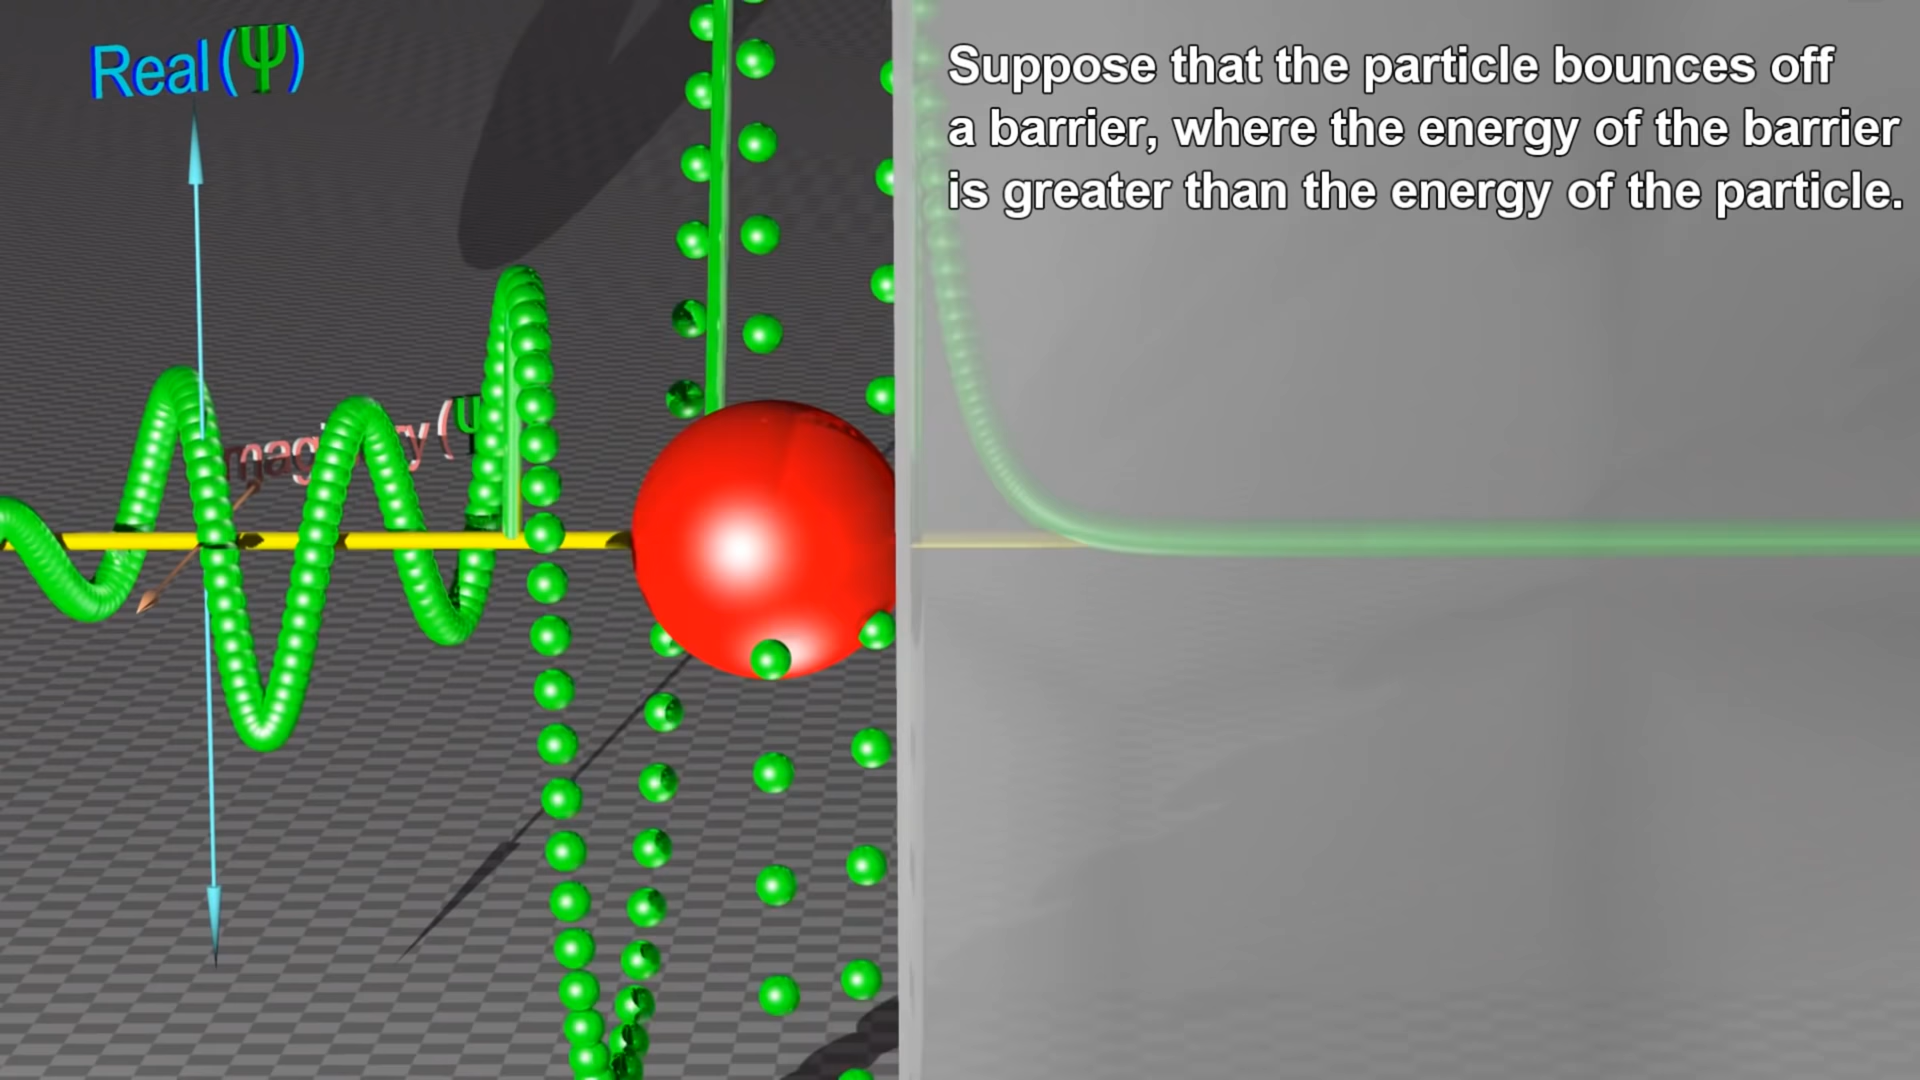 Real(Ψ)
Suppose that the particle bounces off
a barrier, where the energy of the barrier
is greater than the energy of the particle.